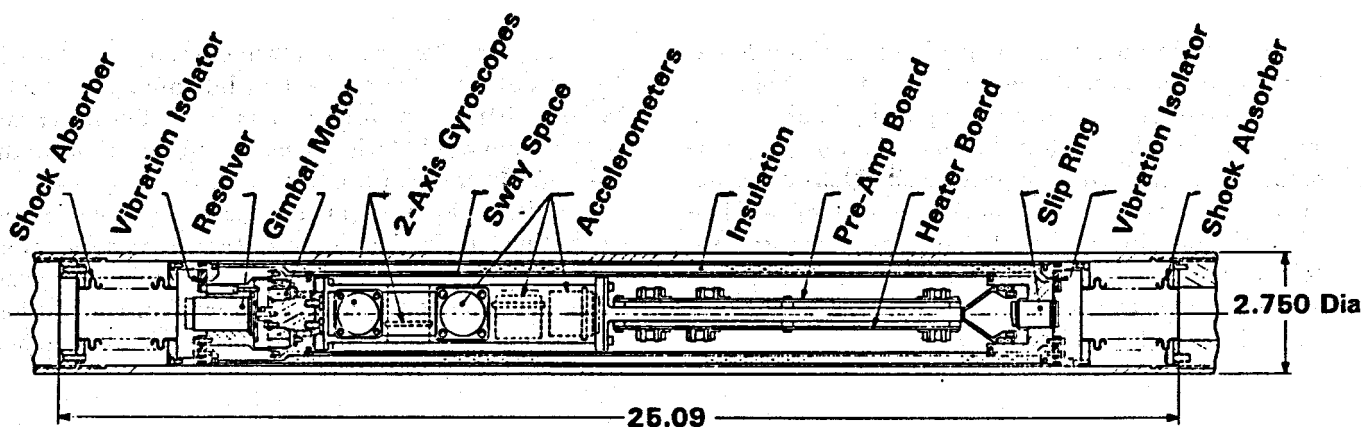 Shock Absorber
Vibration Isolator
Resolver
Gimbal Motor
2-Axis Gyroscopes
Sway Space
Accelerometers
Insulation
Pre-Amp Board
Heater Board
Slip Ring
Vibration Isolator
Shock Absorber
2.750 Dia
25.09